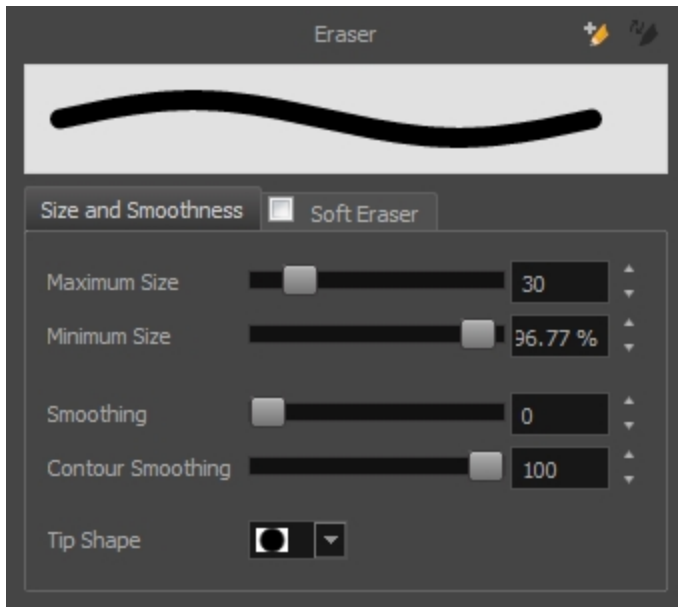 Eraser
Size and Smoothness Soft Eraser
Maximum Size 30
Minimum Size 96.77 %
Smoothing 0
Contour Smoothing 100
Tip Shape